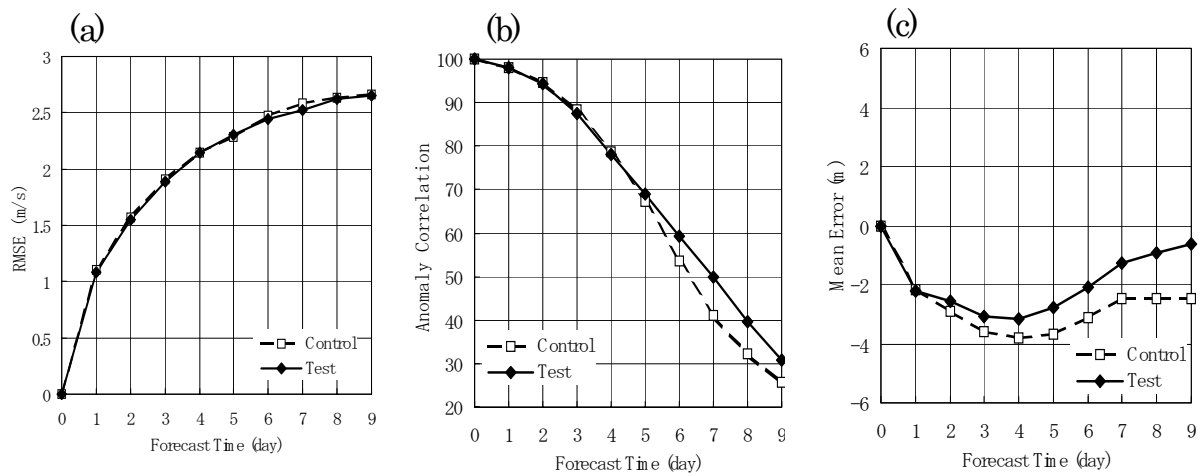 (a)
3
2.5
2
1.5
1
0.5
0
RMSE (m/s)
Control
Test
0 1 2 3 4 5 6 7 8 9
Forecast Time (day)
(b)
100
90
80
70
60
50
40
30
20
Anomaly Correlation
Control
Test
0 1 2 3 4 5 6 7 8 9
Forecast Time (day)
(c)
6
4
2
0
-2
-4
-6
Mean Error (m)
Control
Test
0 1 2 3 4 5 6 7 8 9
Forecast Time (day)